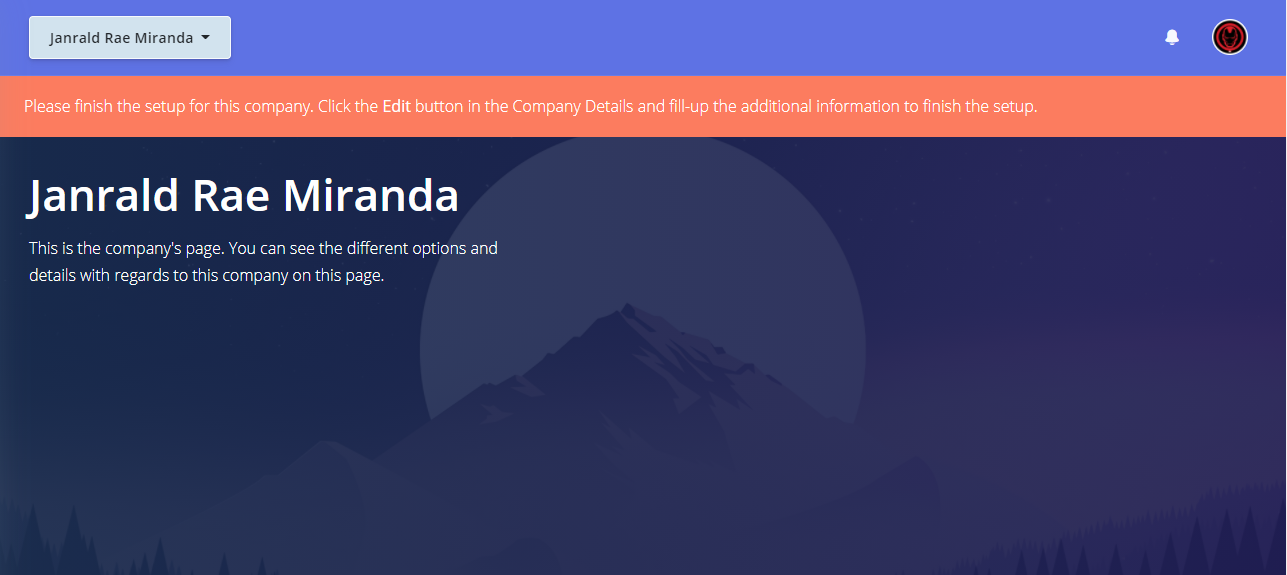 Janrald Rae Miranda
Please finish the setup for this company. Click the Edit button in the Company Details and fill-up the additional information to finish the setup.
Janrald Rae Miranda
This is the company's page. You can see the different options and
details with regards to this company on this page.